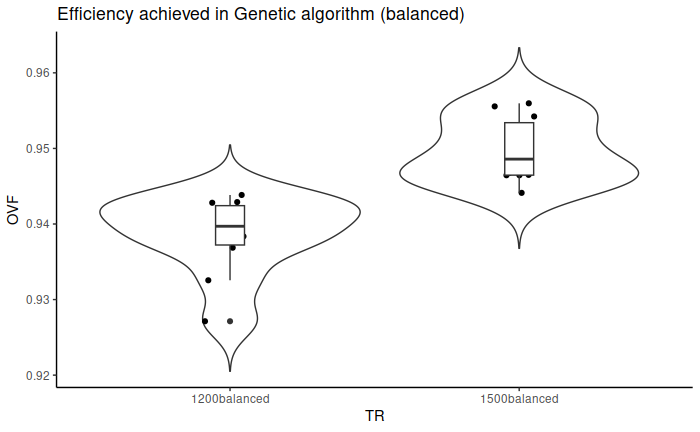 Efficiency achieved in Genetic algorithm (balanced)
0.96
0.95
0.94
0.93
0.92
OVF
1200balanced
1500balanced
TR